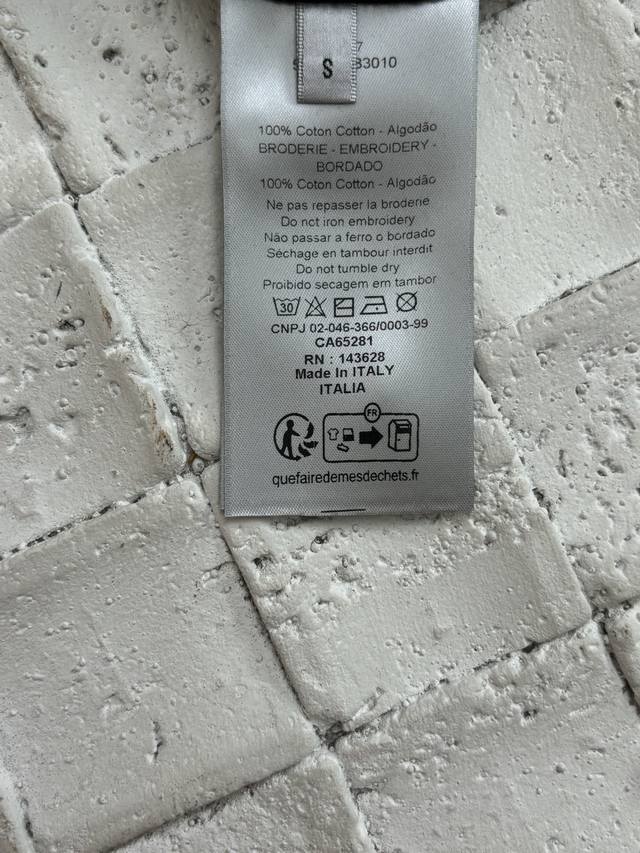 7
S
33010
100% Coton Cotton - Algodão
BRODERIE - EMBROIDERY -
BORDADO
100% Coton Cotton - Algodão
Ne pas repasser la broderie
Do not iron embroidery
Não passar a ferro o bordado
Séchage en tambour interdit
Do not tumble dry
Proibido secagem em tambor
30
CNPJ 02-046-366/0003-99
CA65281
RN : 143628
Made In ITALY
ITALIA
FR
quefairedemesdechets.fr